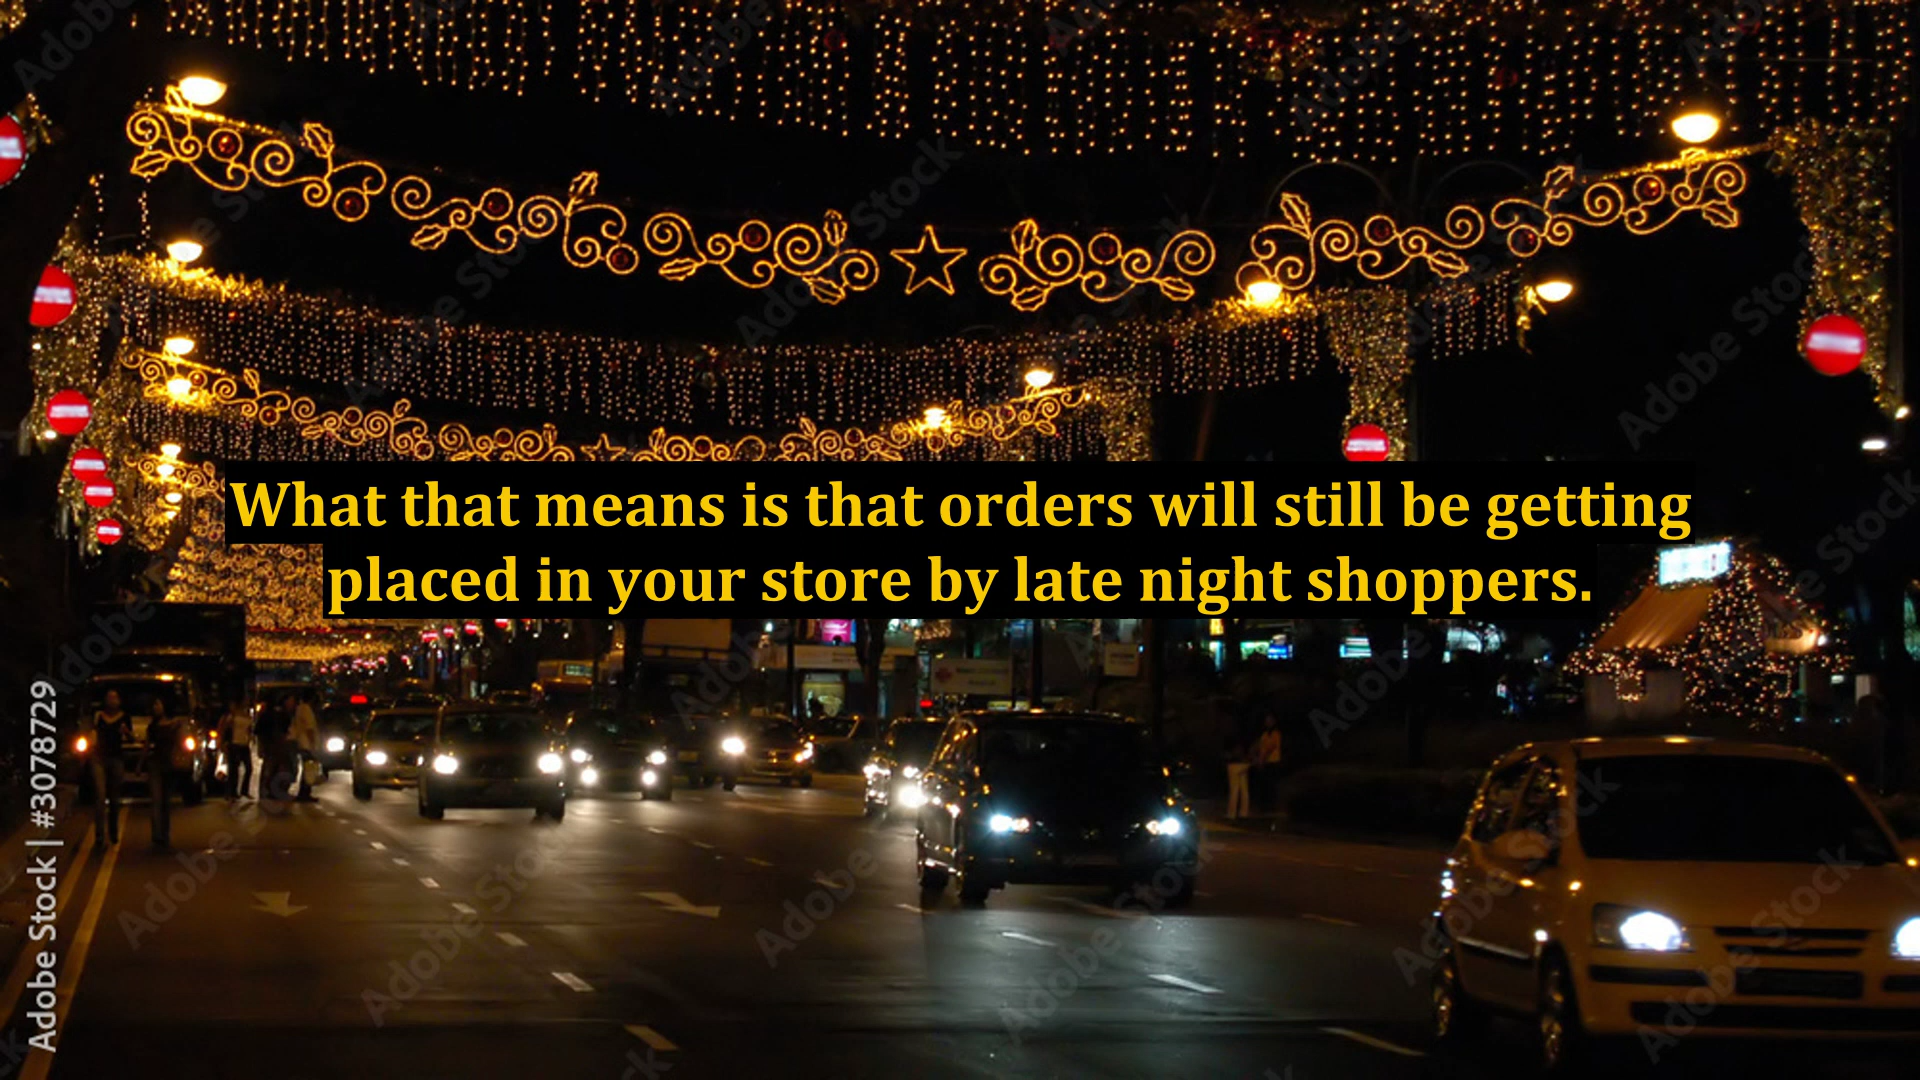 What that means is that orders will still be getting
placed in your store by late night shoppers.
Adobe Stock | #30787729